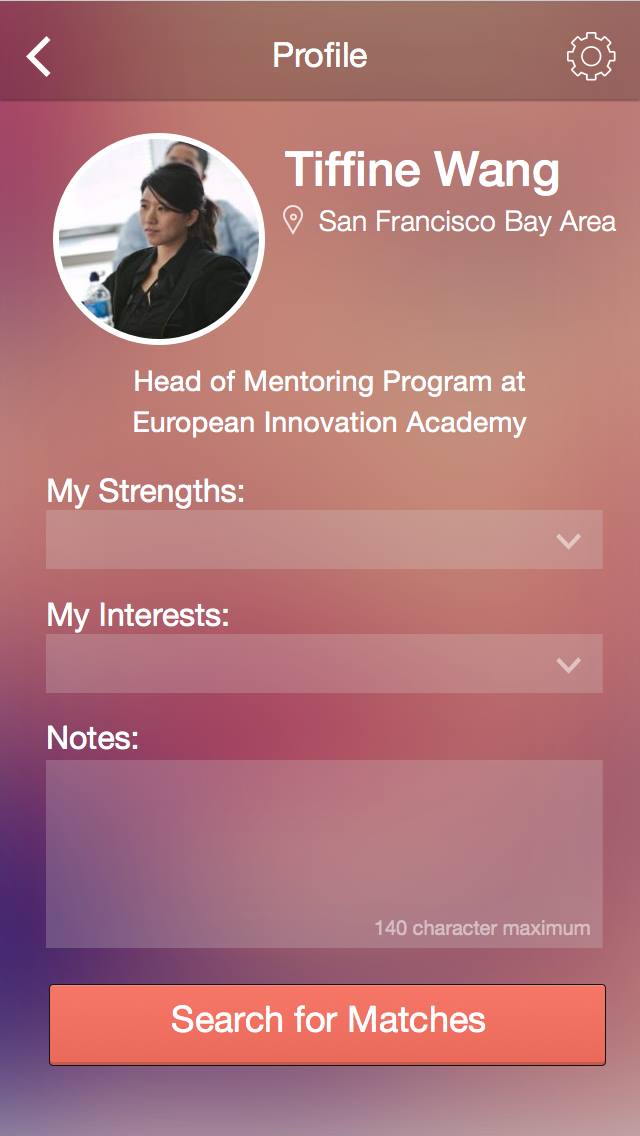 Profile
Tiffine Wang
San Francisco Bay Area
Head of Mentoring Program at
European Innovation Academy
My Strengths:
My Interests:
Notes:
140 character maximum
Search for Matches